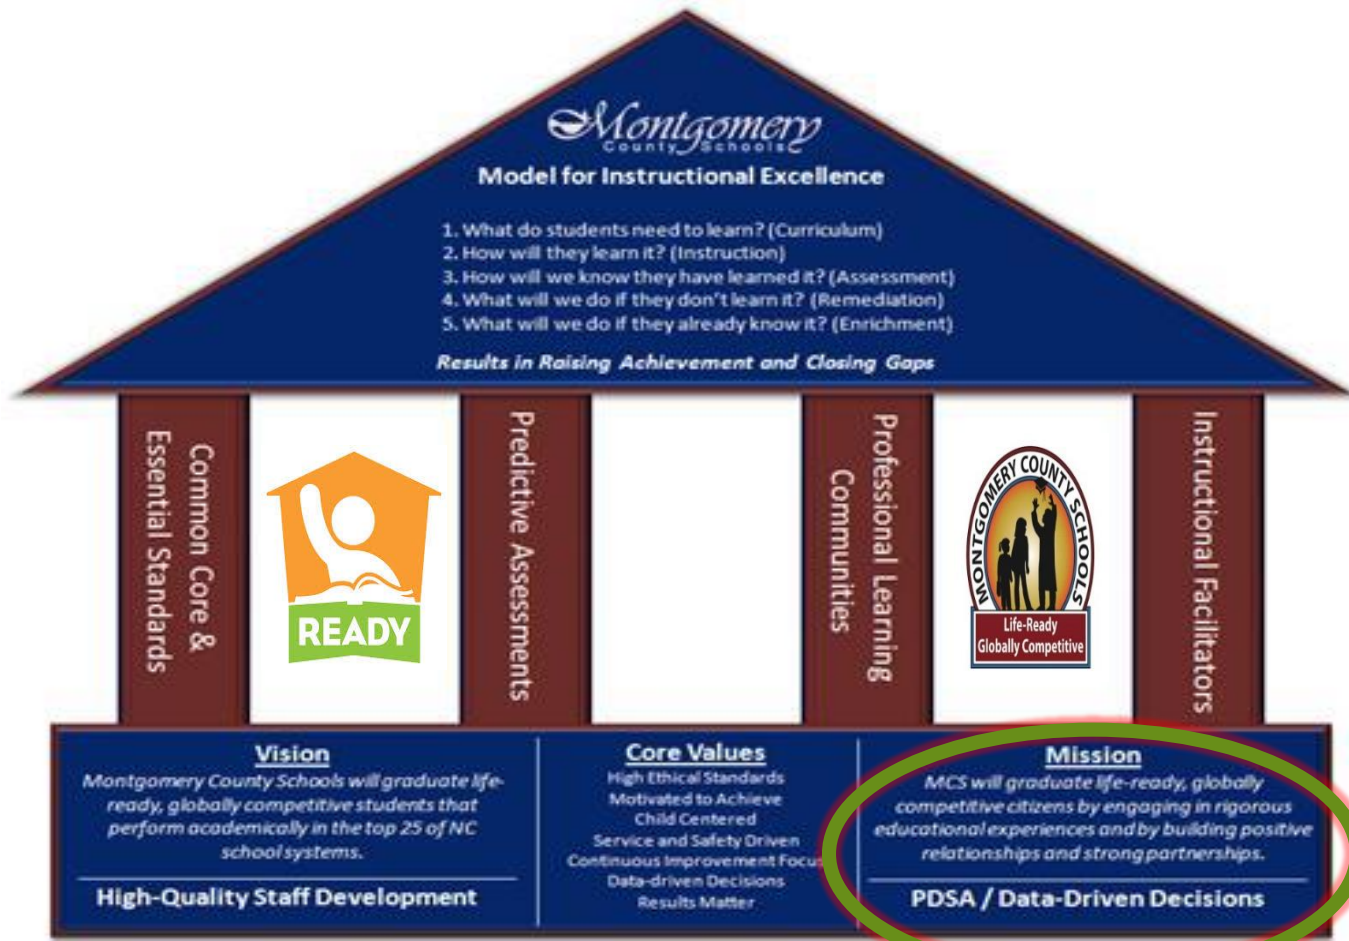 Montgomery
County Schools
Model for Instructional Excellence
1. What do students need to learn? (Curriculum)
2. How will they learn it? (Instruction)
3. How will we know they have learned it? (Assessment)
4. What will we do if they don't learn it? (Remediation)
5. What will we do if they already know it? (Enrichment)
Results in Raising Achievement and Closing Gaps
Common Core &
Essential Standards
READY
Predictive Assessments
Professional Learning
Communities
MONTGOMERY COUNTY SCHOOLS
Life-Ready
Globally Competitive
Instructional Facilitators
Vision
Montgomery County Schools will graduate life-
ready, globally competitive students that
perform academically in the top 25 of NC
school systems.
High-Quality Staff Development
Core Values
High Ethical Standards
Motivated to Achieve
Child Centered
Service and Safety Driven
Continuous Improvement Focus
Data-driven Decisions
Results Matter
Mission
MCS will graduate life-ready, globally
competitive citizens by engaging in rigorous
educational experiences and by building positive
relationships and strong partnerships.
PDSA / Data-Driven Decisions